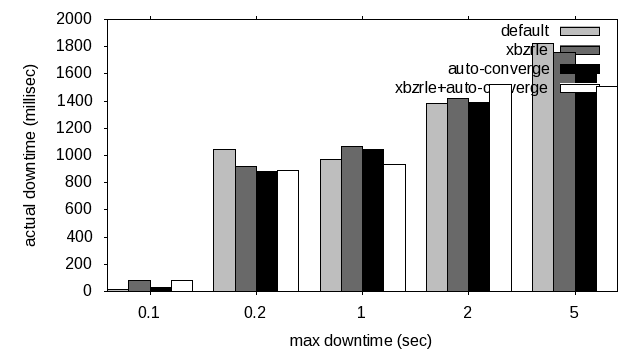 2000
1800
1600
1400
1200
1000
800
600
400
200
0
actual downtime (millisec)
default
xbzrle
auto-converge
xbzrle+auto-converge
0.1 0.2 1 2 5
max downtime (sec)